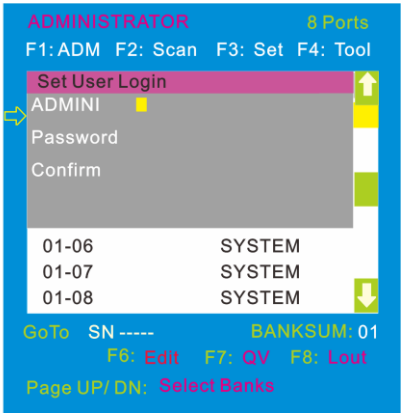 ADMINISTRATOR 8 Ports
F1: ADM F2: Scan F3: Set F4: Tool
Set User Login
ADMINI
Password
Confirm
01-06 SYSTEM
01-07 SYSTEM
01-08 SYSTEM
GoTo SN ----- BANKSUM: 01
F6: Edit F7: QV F8: Lout
Page UP/ DN: Select Banks